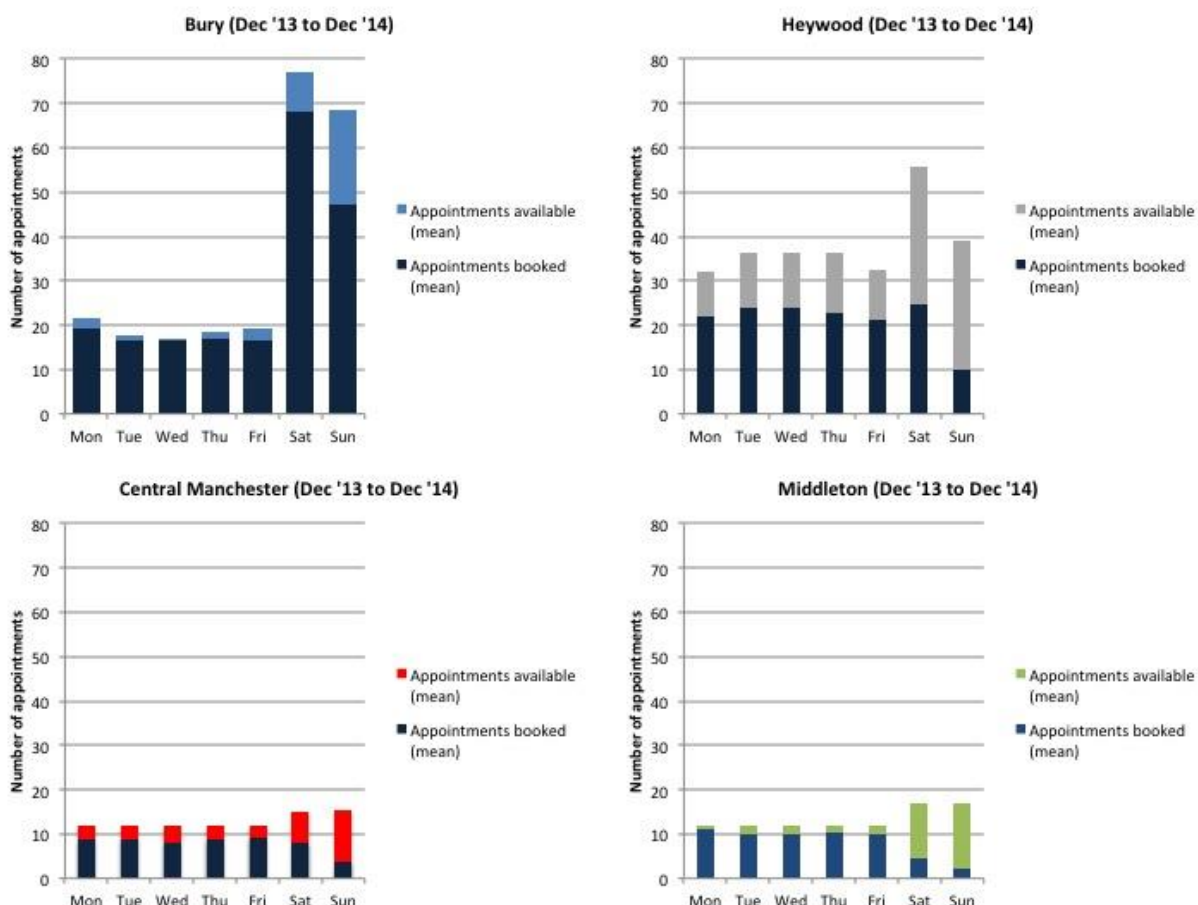 Bury (Dec '13 to Dec '14)
80
70
60
50
40
30
20
10
0
Number of appointments
Mon Tue Wed Thu Fri Sat Sun
Appointments available
(mean)
Appointments booked
(mean)
Heywood (Dec '13 to Dec '14)
80
70
60
50
40
30
20
10
0
Number of appointments
Mon Tue Wed Thu Fri Sat Sun
Appointments available
(mean)
Appointments booked
(mean)
Central Manchester (Dec '13 to Dec '14)
80
70
60
50
40
30
20
10
0
Number of appointments
Mon Tue Wed Thu Fri Sat Sun
Appointments available
(mean)
Appointments booked
(mean)
Middleton (Dec '13 to Dec '14)
80
70
60
50
40
30
20
10
0
Number of appointments
Mon Tue Wed Thu Fri Sat Sun
Appointments available
(mean)
Appointments booked
(mean)